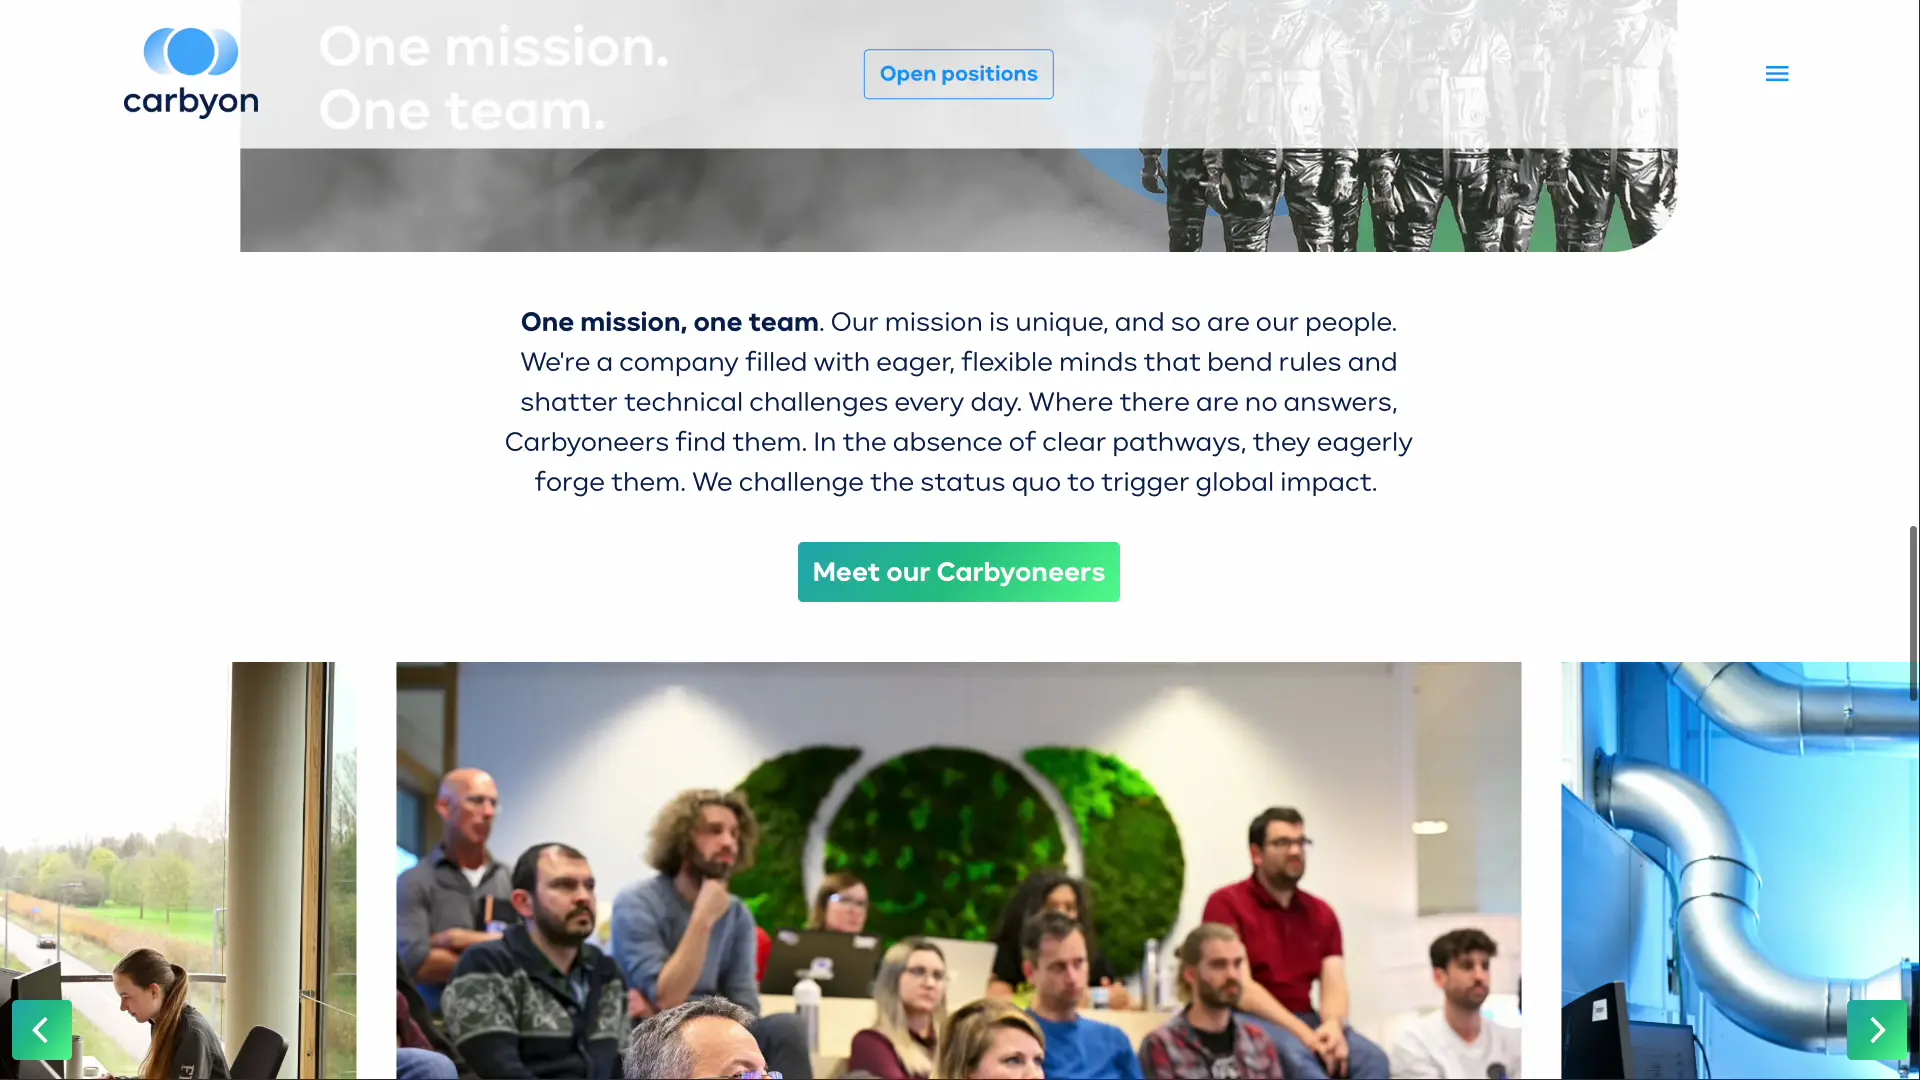 carbyon
One mission.
One team.
Open positions
One mission, one team. Our mission is unique, and so are our people.
We're a company filled with eager, flexible minds that bend rules and
shatter technical challenges every day. Where there are no answers,
Carbyoneers find them. In the absence of clear pathways, they eagerly
forge them. We challenge the status quo to trigger global impact.
Meet our Carbyoneers